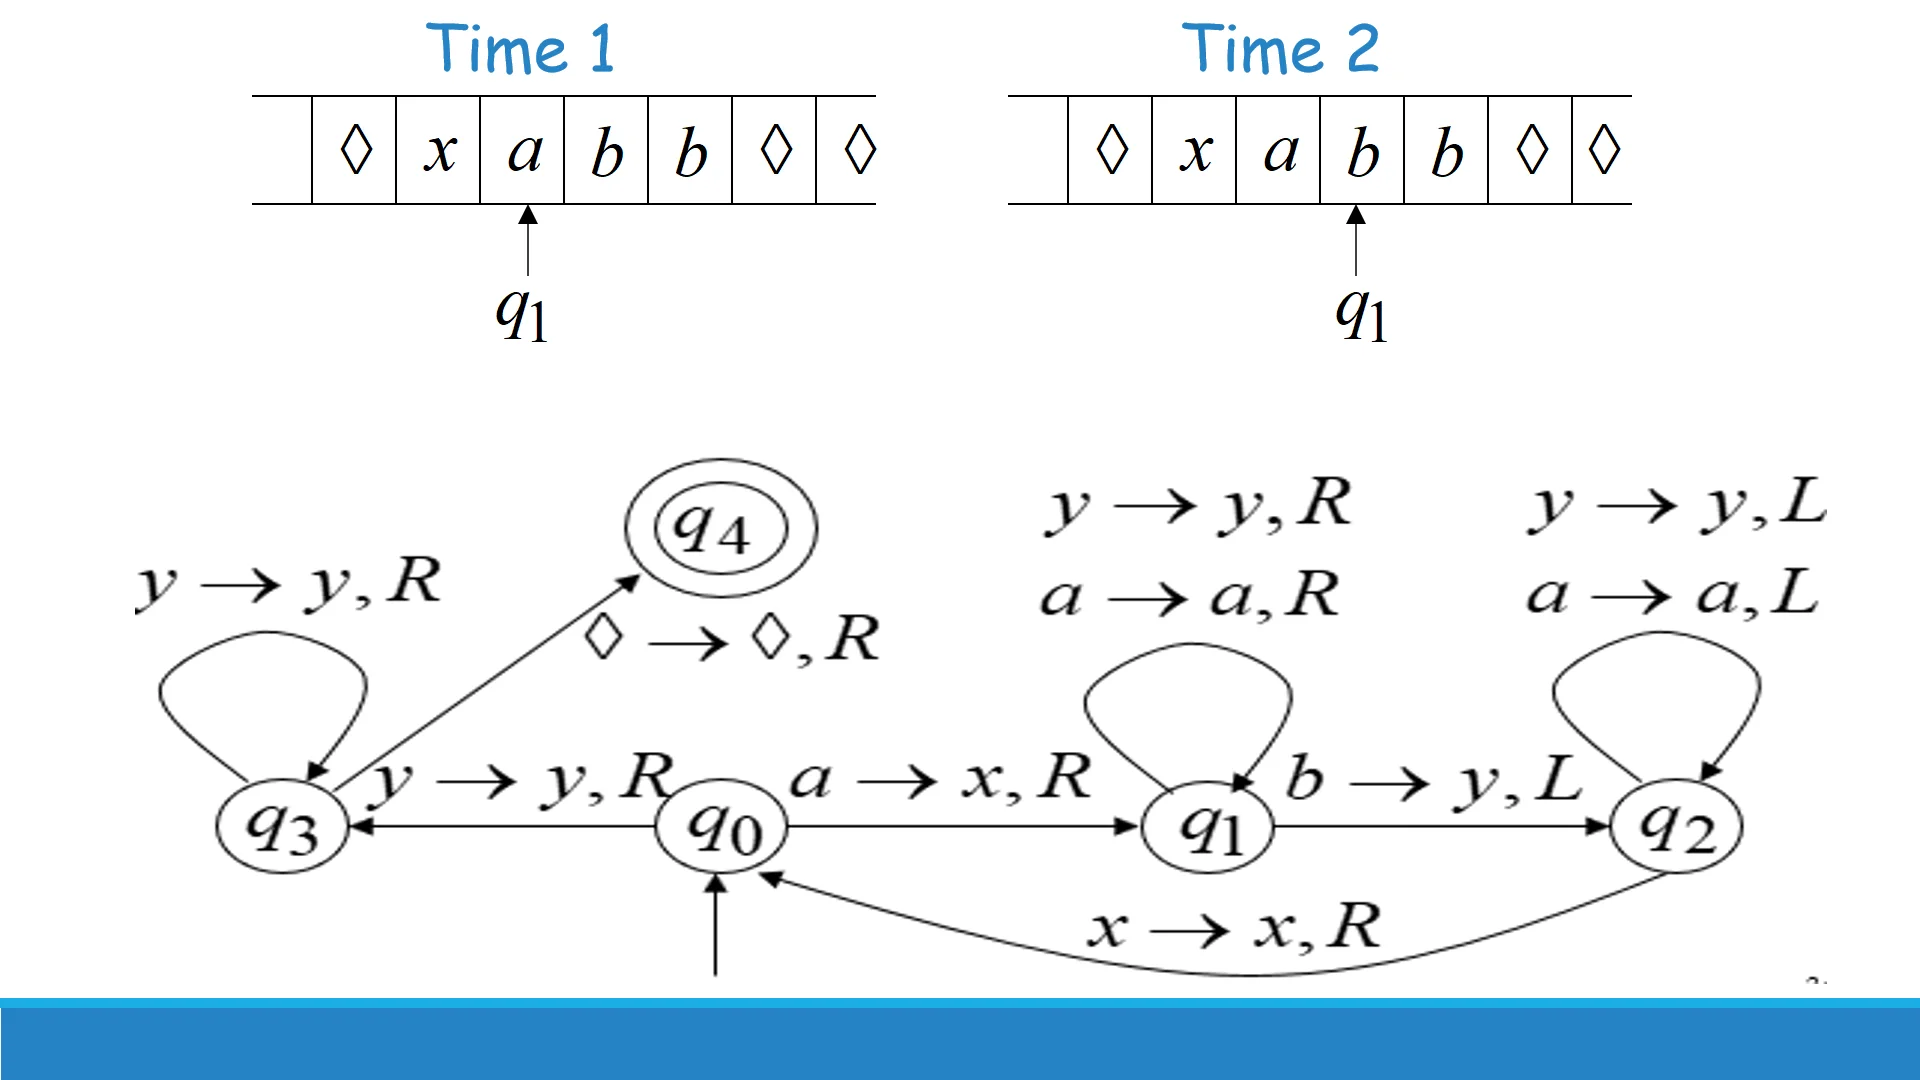 Time 1
◊ x a b b ◊ ◊
q1
Time 2
◊ x a b b ◊ ◊
q1
q4
y → y, R
◊ → ◊, R
y → y, R
a → a, R
y → y, L
a → a, L
y → y, R
a → x, R
b → y, L
q3
q0
q1
q2
x → x, R